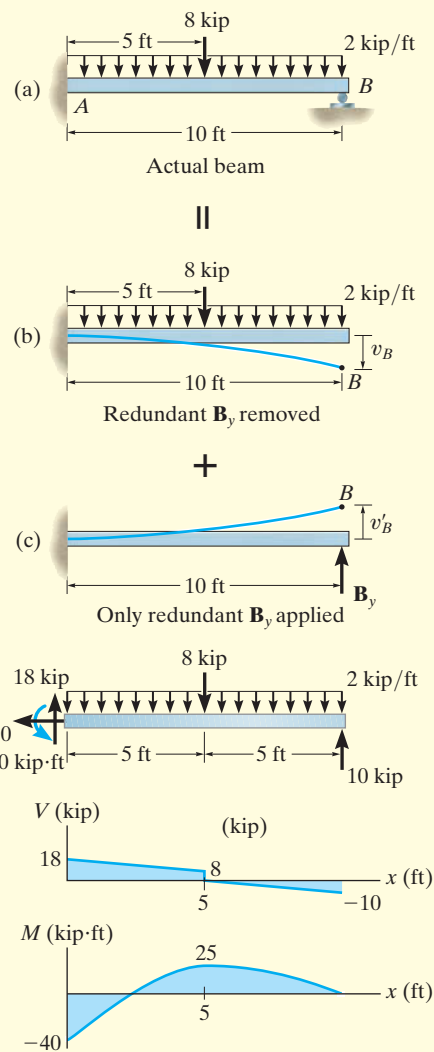 8 kip
5 ft
2 kip/ft
(a)
A
B
10 ft
Actual beam
=
8 kip
5 ft
2 kip/ft
(b)
v_B
10 ft
B
Redundant B_y removed
+
B
(c)
v'_B
10 ft
B_y
Only redundant B_y applied
8 kip
18 kip
2 kip/ft
0
0 kip·ft
5 ft
5 ft
10 kip
V (kip)
(kip)
18
8
x (ft)
5
−10
M (kip·ft)
25
x (ft)
5
−40